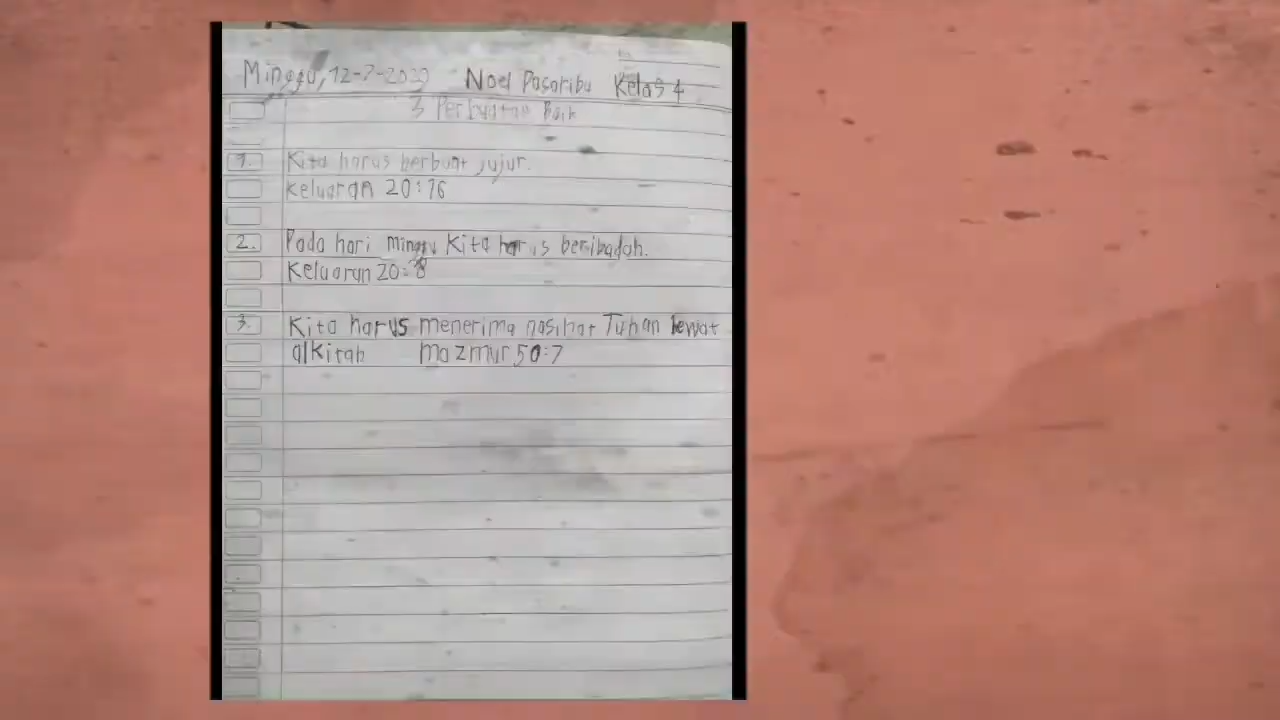 Minggu, 12-7-2020 Noel Pasaribu Kelas 4
3 Perbuatan Baik
1. Kita harus berbuat jujur.
Keluaran 20:16
2. Pada hari minggu Kita harus beribadah.
Keluaran 20:8
3. Kita harus menerima nasihat Tuhan lewat
alkitab mazmur 50:7